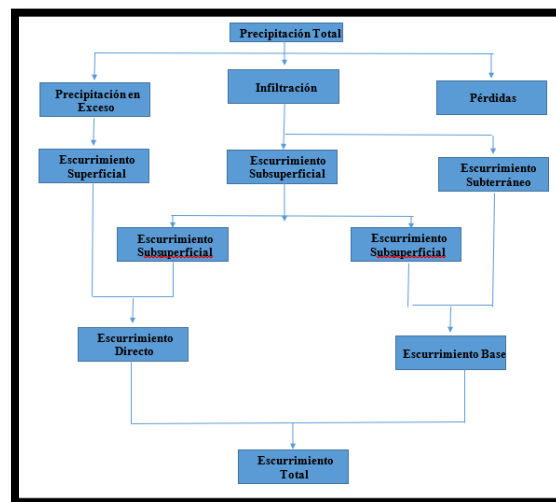 Precipitación Total
Precipitación en
Exceso
Infiltración
Pérdidas
Escurrimiento
Superficial
Escurrimiento
Subsuperficial
Escurrimiento
Subterráneo
Escurrimiento
Subsuperficial
Escurrimiento
Subsuperficial
Escurrimiento
Directo
Escurrimiento Base
Escurrimiento
Total